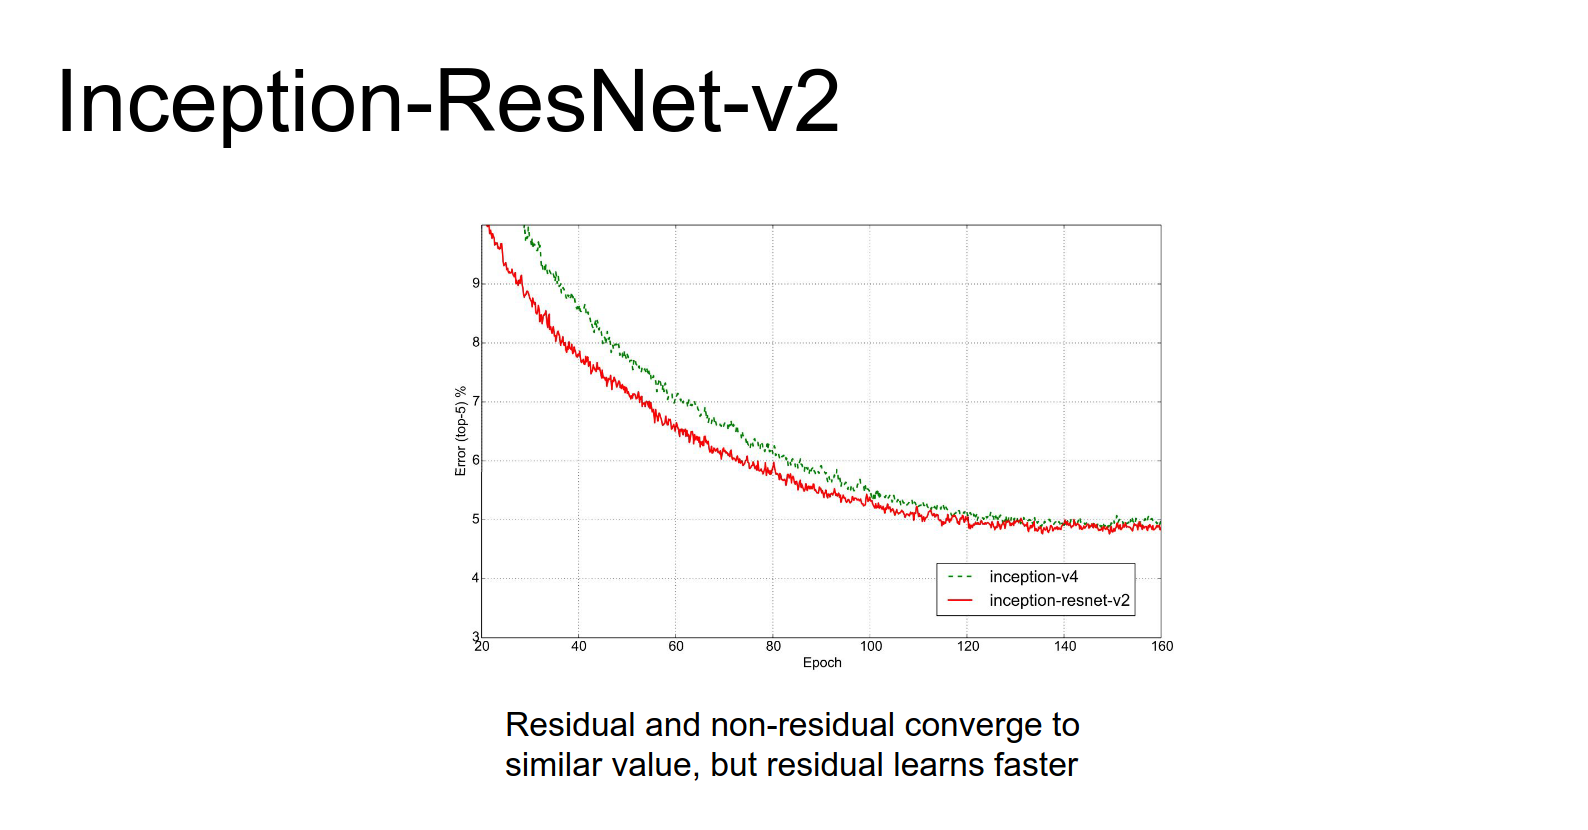 Inception-ResNet-v2
9
8
7
6
5
4
3
Error (top-5) %
20 40 60 80 100 120 140 160
Epoch
inception-v4
inception-resnet-v2
Residual and non-residual converge to
similar value, but residual learns faster